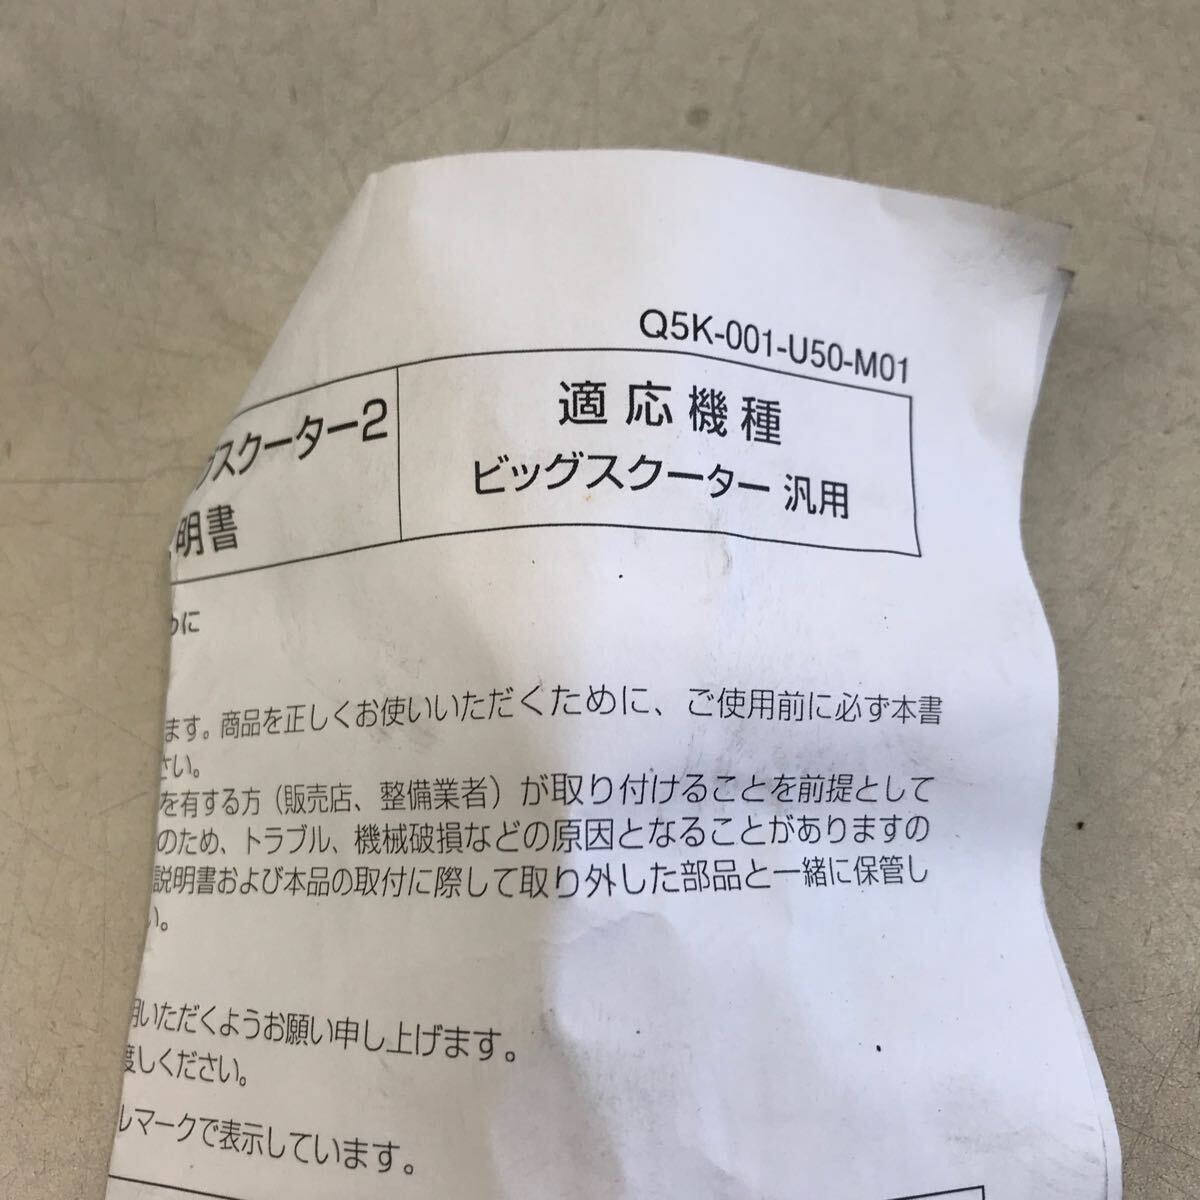 Q5K-001-U50-M01
グスクーター2
適応機種
ビッグスクーター 汎用
明書
に
ます。商品を正しくお使いいただくために、ご使用前に必ず本書
さい。
を有する方（販売店、整備業者）が取り付けることを前提として
のため、トラブル、機械破損などの原因となることがありますの
説明書および本品の取付に際して取り外した部品と一緒に保管し
い。
用いただくようお願い申し上げます。
渡しください。
ルマークで表示しています。